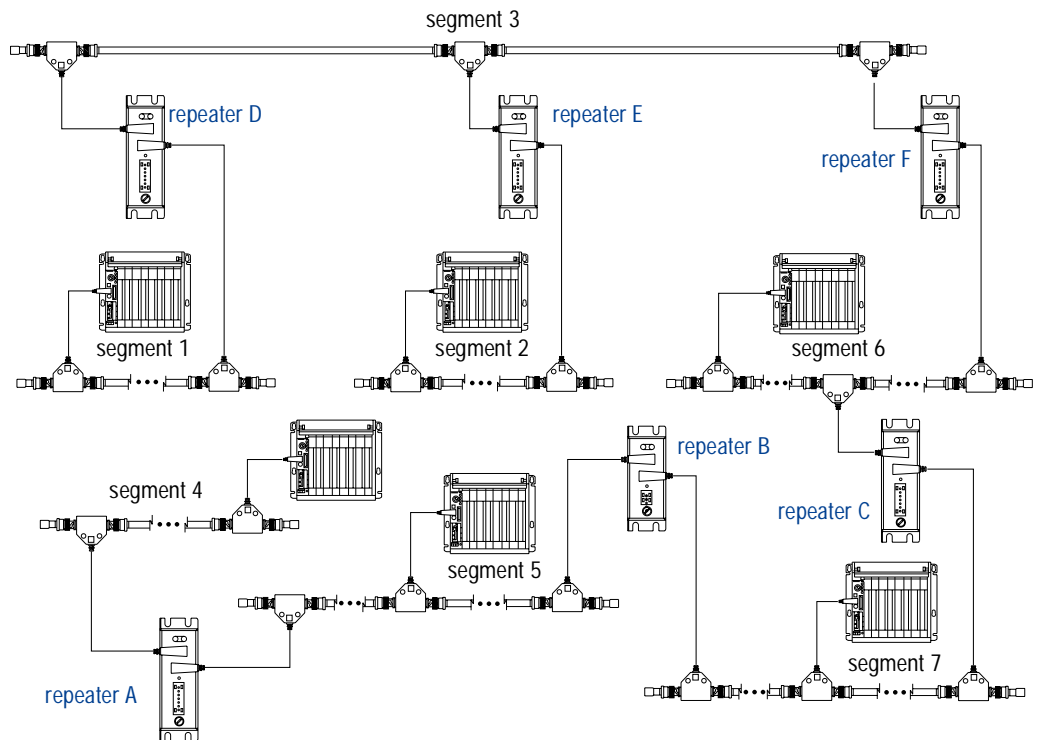 segment 3
repeater D
repeater E
repeater F
segment 1
segment 2
segment 6
repeater B
segment 4
repeater C
segment 5
segment 7
repeater A